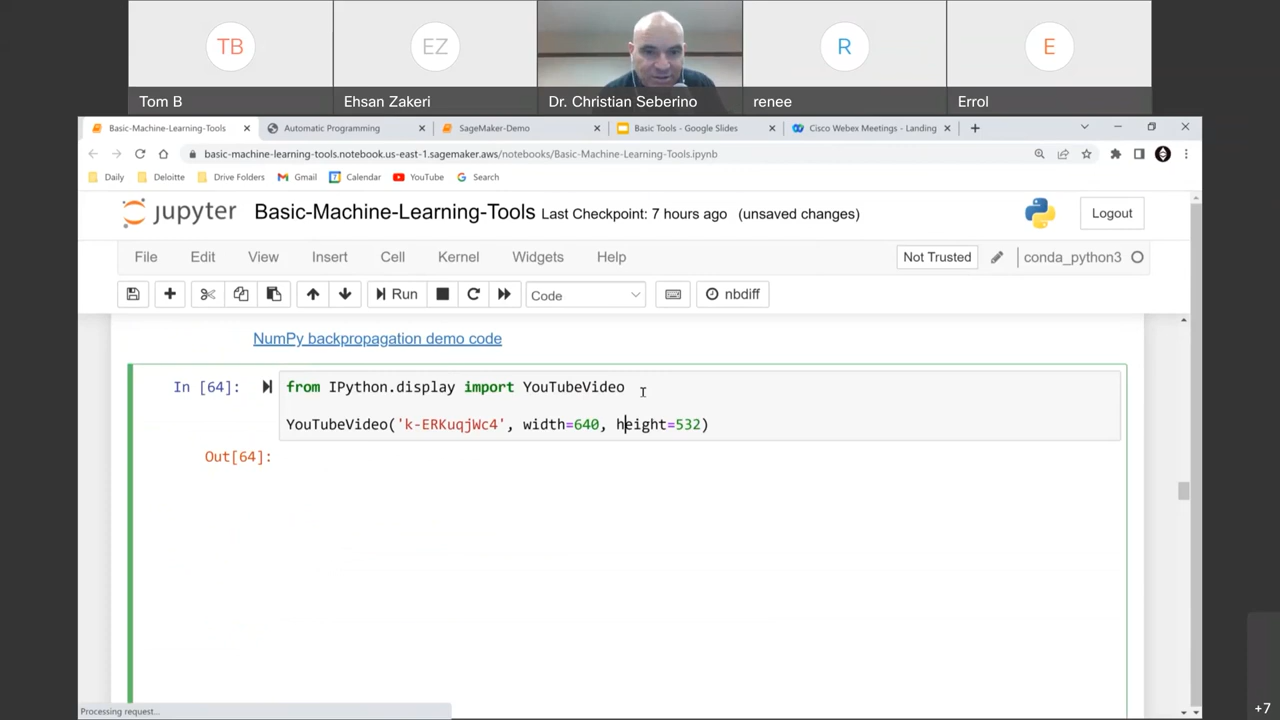 TB
EZ
R
E
Tom B
Ehsan Zakeri
Dr. Christian Seberino
renee
Errol
Basic-Machine-Learning-Tools
Automatic Programming
SageMaker-Demo
Basic Tools - Google Slides
Cisco Webex Meetings - Landing
basic-machine-learning-tools.notebook.us-east-1.sagemaker.aws/notebooks/Basic-Machine-Learning-Tools.ipynb
Daily
Deloitte
Drive Folders
Gmail
Calendar
YouTube
Search
jupyter Basic-Machine-Learning-Tools Last Checkpoint: 7 hours ago (unsaved changes)
Logout
File Edit View Insert Cell Kernel Widgets Help
Not Trusted
conda_python3
Run
Code
nbdiff
NumPy backpropagation demo code
In [64]: from IPython.display import YouTubeVideo
YouTubeVideo('k-ERKuqjWc4', width=640, height=532)
Out[64]:
Processing request...
+7